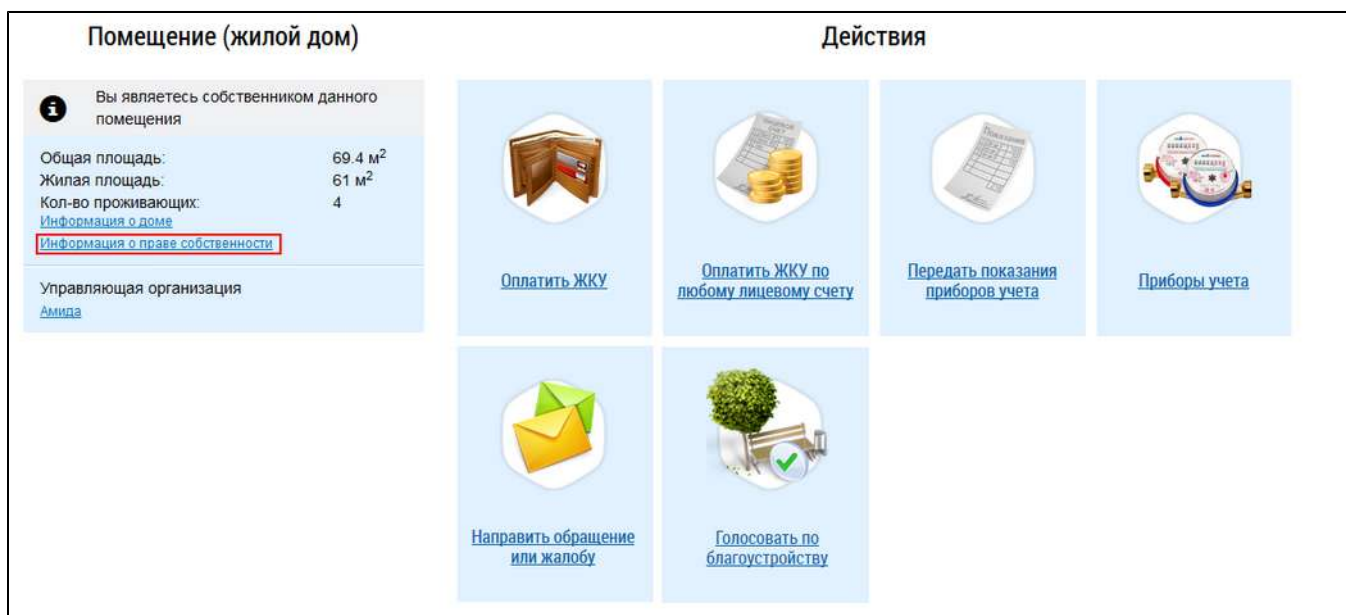 Помещение (жилой дом)
Действия
Вы являетесь собственником данного
помещения
Общая площадь: 69.4 м²
Жилая площадь: 61 м²
Кол-во проживающих: 4
Информация о доме
Информация о праве собственности
Управляющая организация
Амида
Оплатить ЖКУ
Оплатить ЖКУ по
любому лицевому счету
Показания
Передать показания
приборов учета
Приборы учета
Направить обращение
или жалобу
Голосовать по
благоустройству